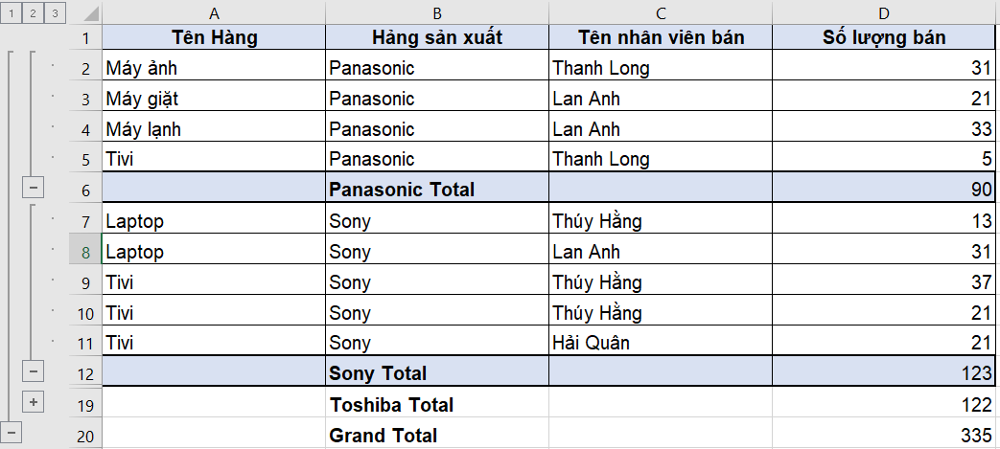 1 2 3 A B C D
1 Tên Hàng Hảng sản xuất Tên nhân viên bán Số lượng bán
2 Máy ảnh Panasonic Thanh Long 31
3 Máy giặt Panasonic Lan Anh 21
4 Máy lạnh Panasonic Lan Anh 33
5 Tivi Panasonic Thanh Long 5
6 Panasonic Total 90
7 Laptop Sony Thúy Hằng 13
8 Laptop Sony Lan Anh 31
9 Tivi Sony Thúy Hằng 37
10 Tivi Sony Thúy Hằng 21
11 Tivi Sony Hải Quân 21
12 Sony Total 123
19 Toshiba Total 122
20 Grand Total 335